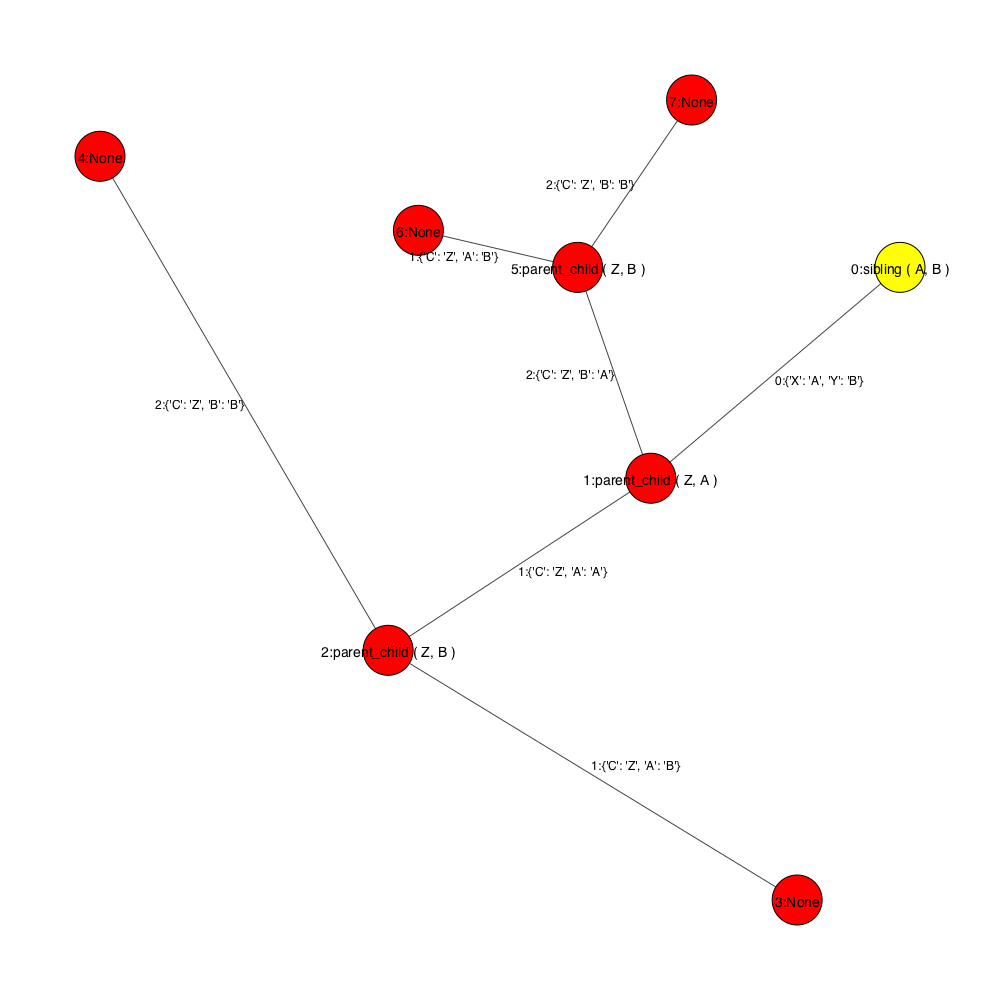 7:None
4:None
2:{'C': 'Z', 'B': 'B'}
6:None
1:{'C': 'Z', 'A': 'B'}
5:parent_child ( Z, B )
0:sibling ( A, B )
2:{'C': 'Z', 'B': 'A'}
0:{'X': 'A', 'Y': 'B'}
2:{'C': 'Z', 'B': 'B'}
1:parent_child ( Z, A )
1:{'C': 'Z', 'A': 'A'}
2:parent_child ( Z, B )
1:{'C': 'Z', 'A': 'B'}
3:None